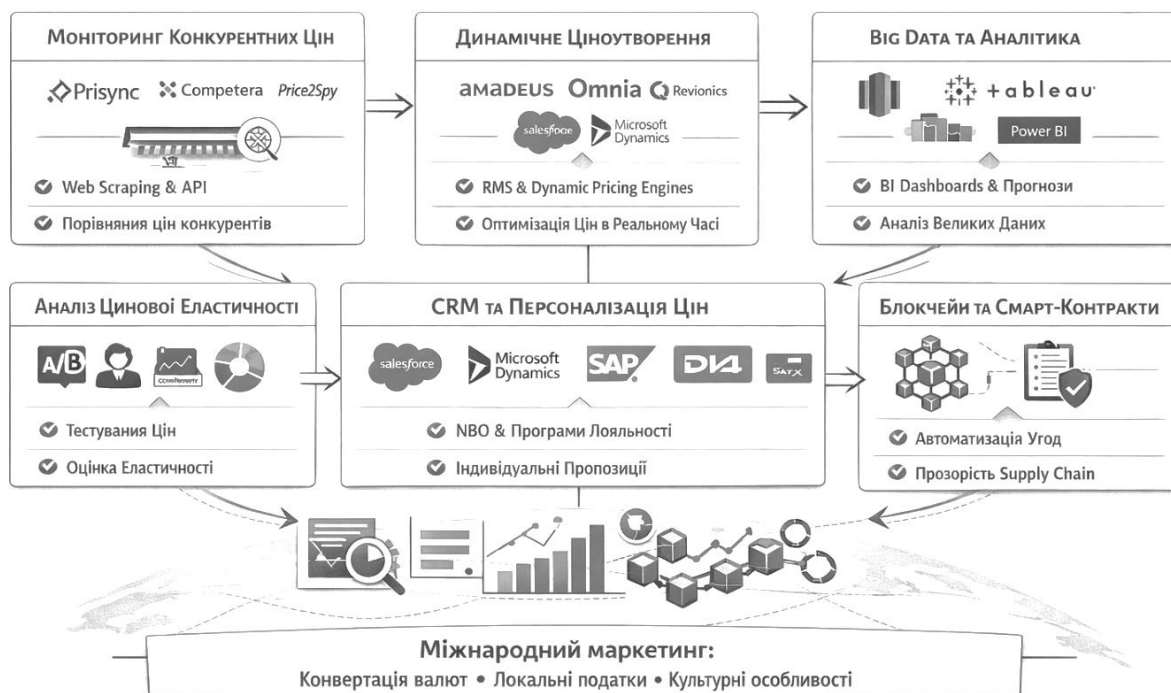 Моніторинг Конкурентних Цін
Prisync
Competera
Price2Spy
Web Scraping & API
Порівняния цін конкурентів
Динамічне Ціноутворення
amadeus
Omnia
Revionics
salesforce
Microsoft Dynamics
RMS & Dynamic Pricing Engines
Оптимізація Цін в Реальному Часі
Big Data та Аналітика
+ableau
Power BI
BI Dashboards & Прогнози
Аналіз Великих Даних
Аналіз Цинової Еластичності
A/B
Тестувания Цін
Оцінка Еластичності
CRM та Персоналізація Цін
salesforce
Microsoft Dynamics
SAP
NBO & Програми Лояльності
Індивідуальні Пропозиції
Блокчейн та Смарт-Контракти
Автоматизація Угод
Прозорість Supply Chain
Міжнародний маркетинг:
Конвертація валют • Локальні податки • Культурні особливості